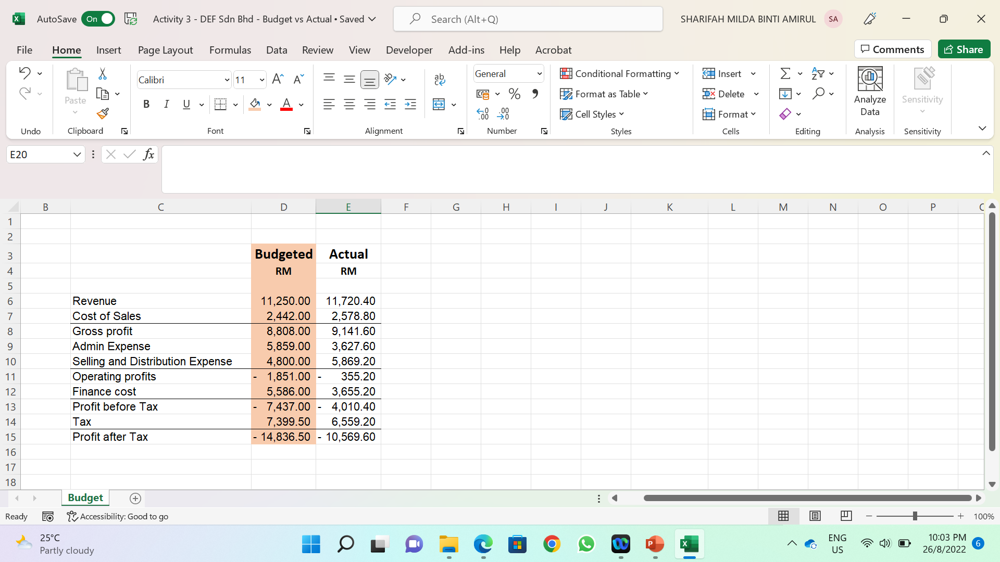 AutoSave On Activity 3 - DEF Sdn Bhd - Budget vs Actual • Saved Search (Alt+Q) SHARIFAH MILDA BINTI AMIRUL SA
File Home Insert Page Layout Formulas Data Review View Developer Add-ins Help Acrobat Comments Share
Calibri 11 ab General Conditional Formatting Insert
Paste Format as Table Delete Analyze Data Sensitivity
B I U A Cell Styles Format
Undo Clipboard Font Alignment Number Styles Cells Editing Analysis Sensitivity
E20 fx
B C D E F G H I J K L M N O P
1
2
3 Budgeted Actual
4 RM RM
5
6 Revenue 11,250.00 11,720.40
7 Cost of Sales 2,442.00 2,578.80
8 Gross profit 8,808.00 9,141.60
9 Admin Expense 5,859.00 3,627.60
10 Selling and Distribution Expense 4,800.00 5,869.20
11 Operating profits - 1,851.00 - 355.20
12 Finance cost 5,586.00 3,655.20
13 Profit before Tax - 7,437.00 - 4,010.40
14 Tax 7,399.50 6,559.20
15 Profit after Tax - 14,836.50 - 10,569.60
16
17
18
Budget
Ready Accessibility: Good to go 100%
25°C ENG 10:03 PM
Partly cloudy US 26/8/2022 6